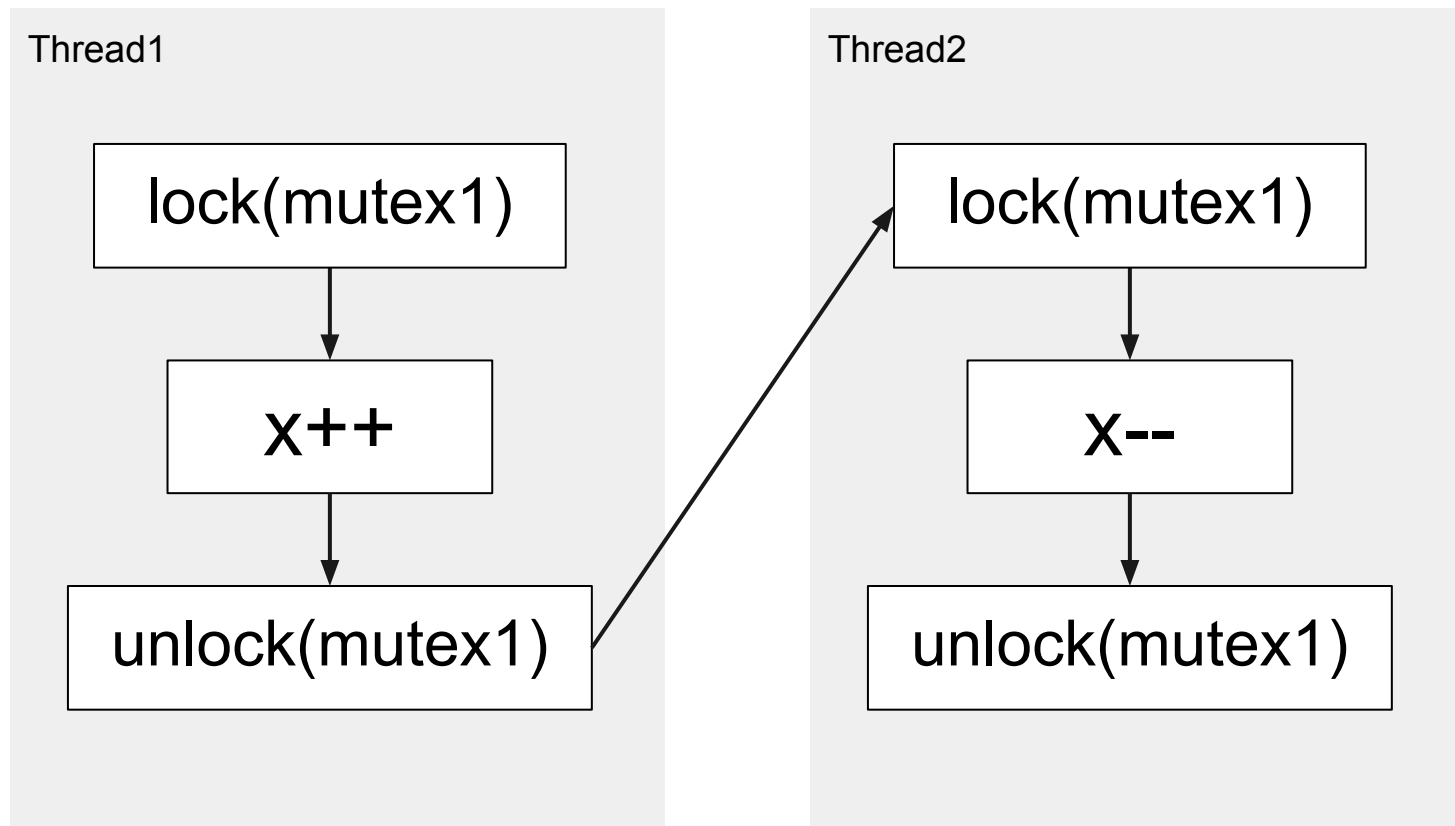 Thread1
lock(mutex1)
x++
unlock(mutex1)
Thread2
lock(mutex1)
x--
unlock(mutex1)